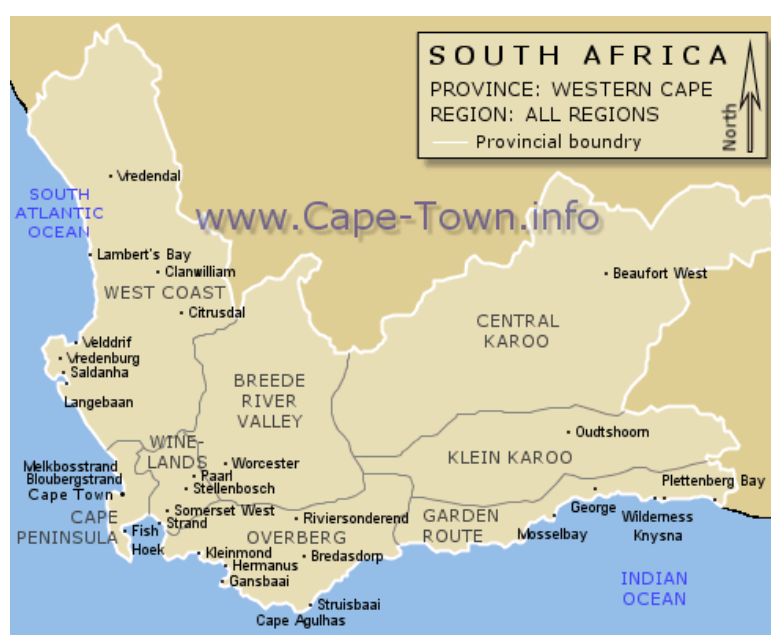 SOUTH AFRICA
PROVINCE: WESTERN CAPE
REGION: ALL REGIONS
Provincial boundry
North
Vredendal
SOUTH
ATLANTIC
OCEAN
www.Cape-Town.info
Lambert's Bay
Clanwilliam
Beaufort West
WEST COAST
Citrusdal
CENTRAL
KAROO
Velddrif
Vredenburg
Saldanha
Langebaan
BREEDE
RIVER
VALLEY
Oudtshoorn
WINE-
LANDS
KLEIN KAROO
Melkbosstrand
Bloubergstrand
Cape Town
Worcester
Paarl
Stellenbosch
Plettenberg Bay
George
Somerset West
Strand
CAPE
PENINSULA
Fish
Hoek
Riviersonderend
OVERBERG
GARDEN
ROUTE
Mosselbay
Wilderness
Knysna
Kleinmond
Hermanus
Bredasdorp
Gansbaai
Struisbaai
Cape Agulhas
INDIAN
OCEAN